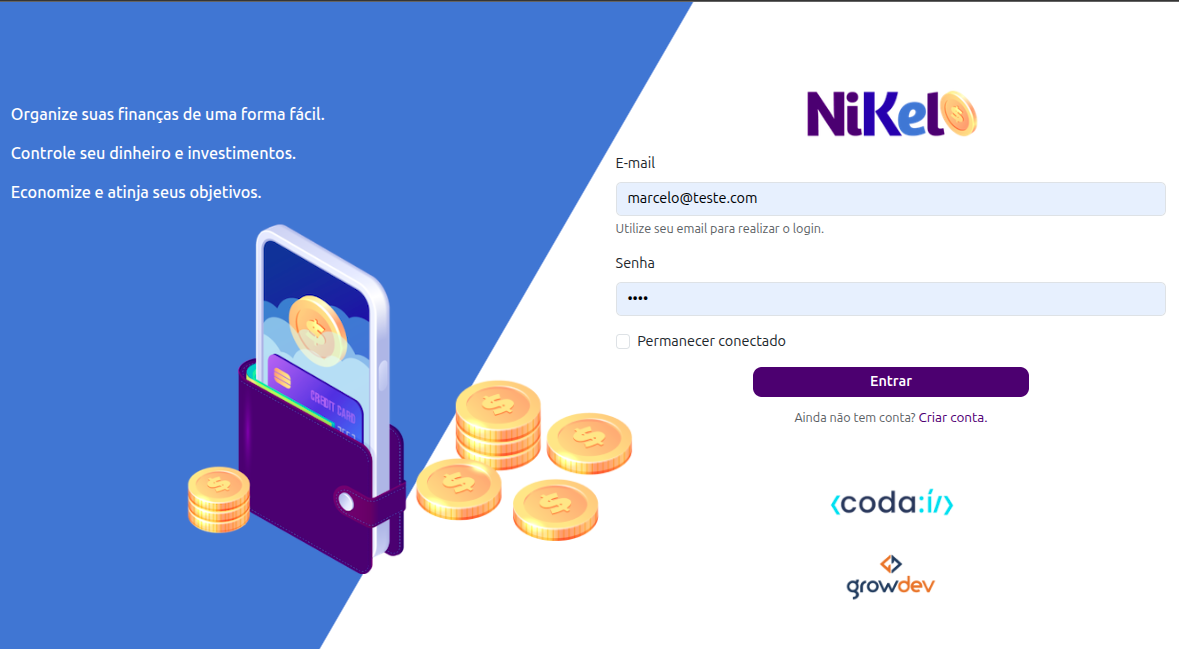 Organize suas finanças de uma forma fácil.
Controle seu dinheiro e investimentos.
Economize e atinja seus objetivos.
CREDIT CARD
NiKel
E-mail
marcelo@teste.com
Utilize seu email para realizar o login.
Senha
••••
Permanecer conectado
Entrar
Ainda não tem conta? Criar conta.
‹coda:í/›
growdev